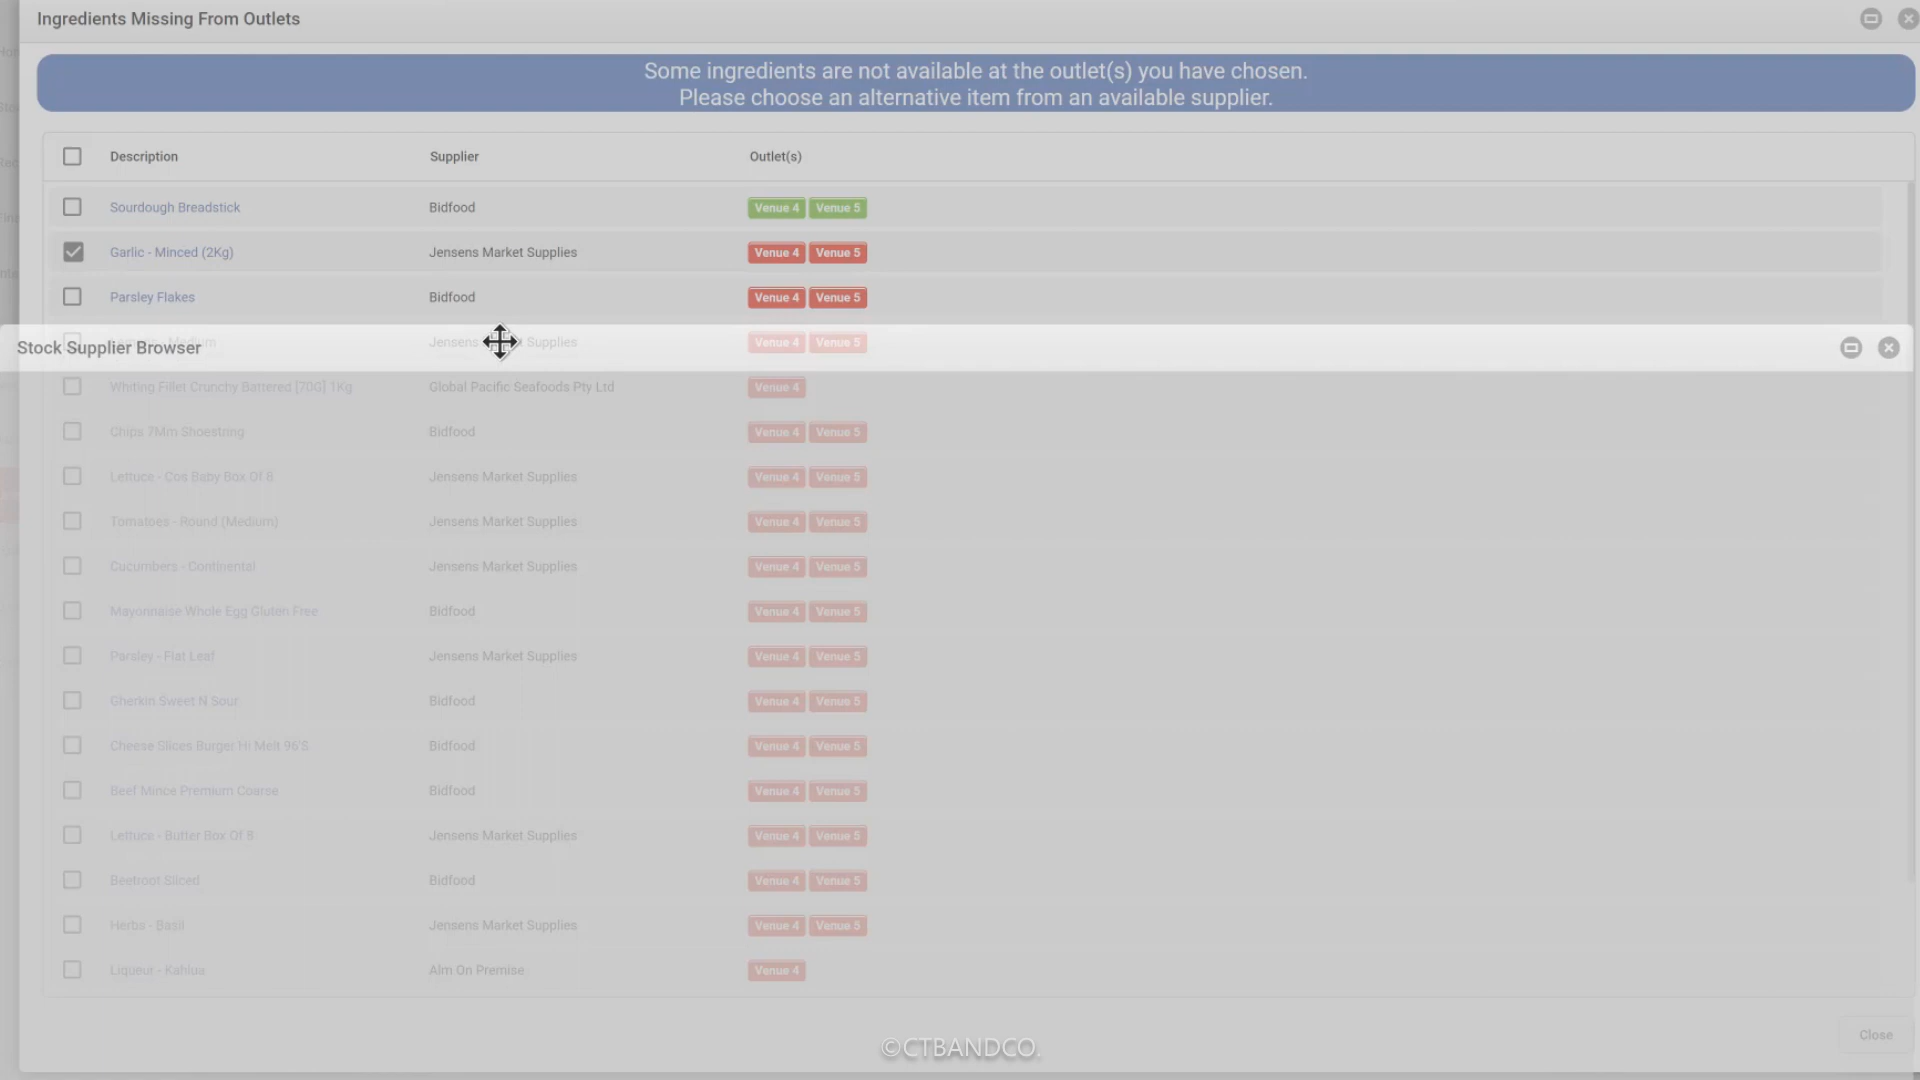 Ingredients Missing From Outlets
Some ingredients are not available at the outlet(s) you have chosen.
Please choose an alternative item from an available supplier.
Description Supplier Outlet(s)
Sourdough Breadstick Bidfood Venue 4 Venue 5
Garlic - Minced (2Kg) Jensens Market Supplies Venue 4 Venue 5
Parsley Flakes Bidfood Venue 4 Venue 5
Jensens Supplies Venue 4 Venue 5
Stock Supplier Browser
Whiting Fillet Crunchy Battered [70G] 1Kg Global Pacific Seafoods Pty Ltd Venue 4
Chips 7Mm Shoestring Bidfood Venue 4 Venue 5
Lettuce - Cos Baby Box Of 8 Jensens Market Supplies Venue 4 Venue 5
Tomatoes - Round (Medium) Jensens Market Supplies Venue 4 Venue 5
Cucumbers - Continental Jensens Market Supplies Venue 4 Venue 5
Mayonnaise Whole Egg Gluten Free Bidfood Venue 4 Venue 5
Parsley - Flat Leaf Jensens Market Supplies Venue 4 Venue 5
Gherkin Sweet N Sour Bidfood Venue 4 Venue 5
Cheese Slices Burger Hi Melt 96'S Bidfood Venue 4 Venue 5
Beef Mince Premium Coarse Bidfood Venue 4 Venue 5
Lettuce - Butter Box Of 8 Jensens Market Supplies Venue 4 Venue 5
Beetroot Sliced Bidfood Venue 4 Venue 5
Herbs - Basil Jensens Market Supplies Venue 4 Venue 5
Liqueur - Kahlua Alm On Premise Venue 4
Close
©CTBANDCO.